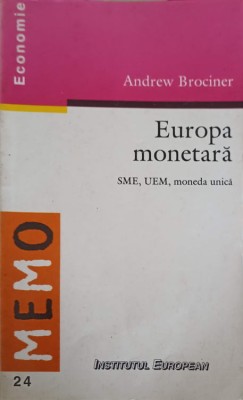 Economie
Andrew Brociner
Europa
monetară
SME, UEM, moneda unică
MEMO
24
INSTITUTUL EUROPEAN